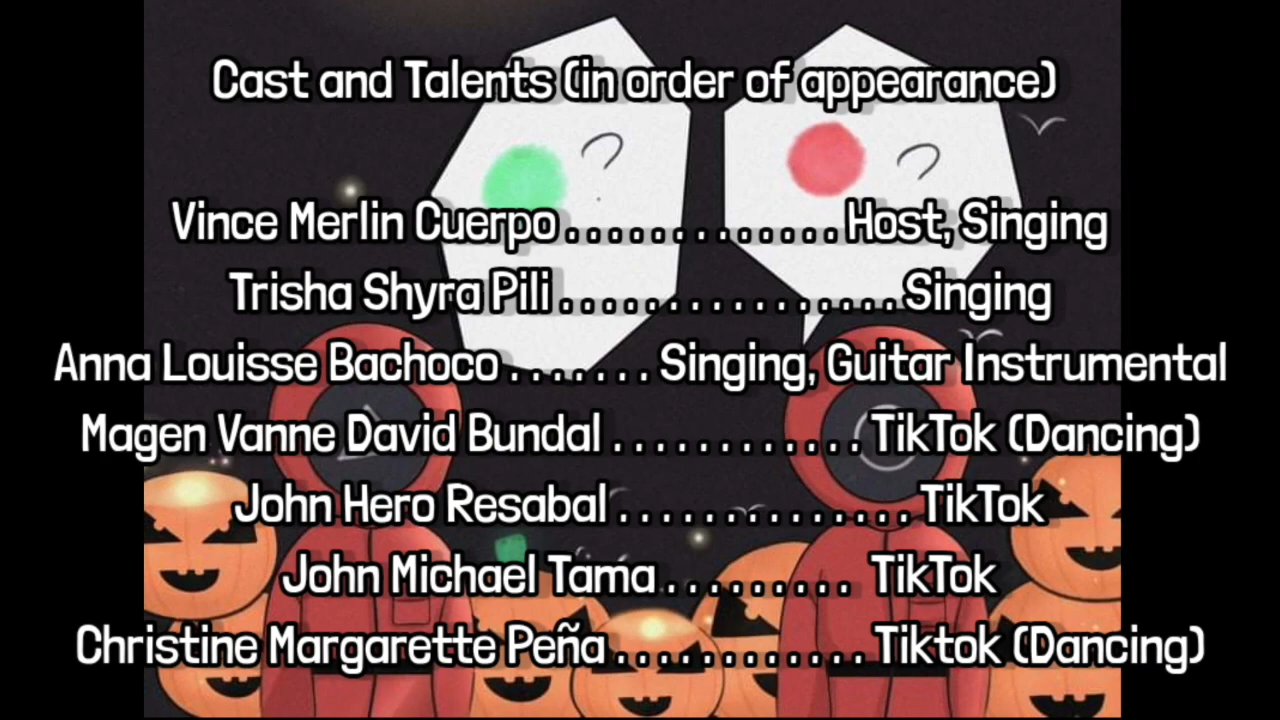 Cast and Talents (in order of appearance)
Vince Merlin Cuerpo . . . . . . . . . . . . . Host, Singing
Trisha Shyra Pili . . . . . . . . . . . . . . . . Singing
Anna Louisse Bachoco . . . . . . . Singing, Guitar Instrumental
Magen Vanne David Bundal . . . . . . . . . . . . TikTok (Dancing)
John Hero Resabal . . . . . . . . . . . . . . TikTok
John Michael Tama . . . . . . . . . TikTok
Christine Margarette Peña . . . . . . . . . . . . Tiktok (Dancing)